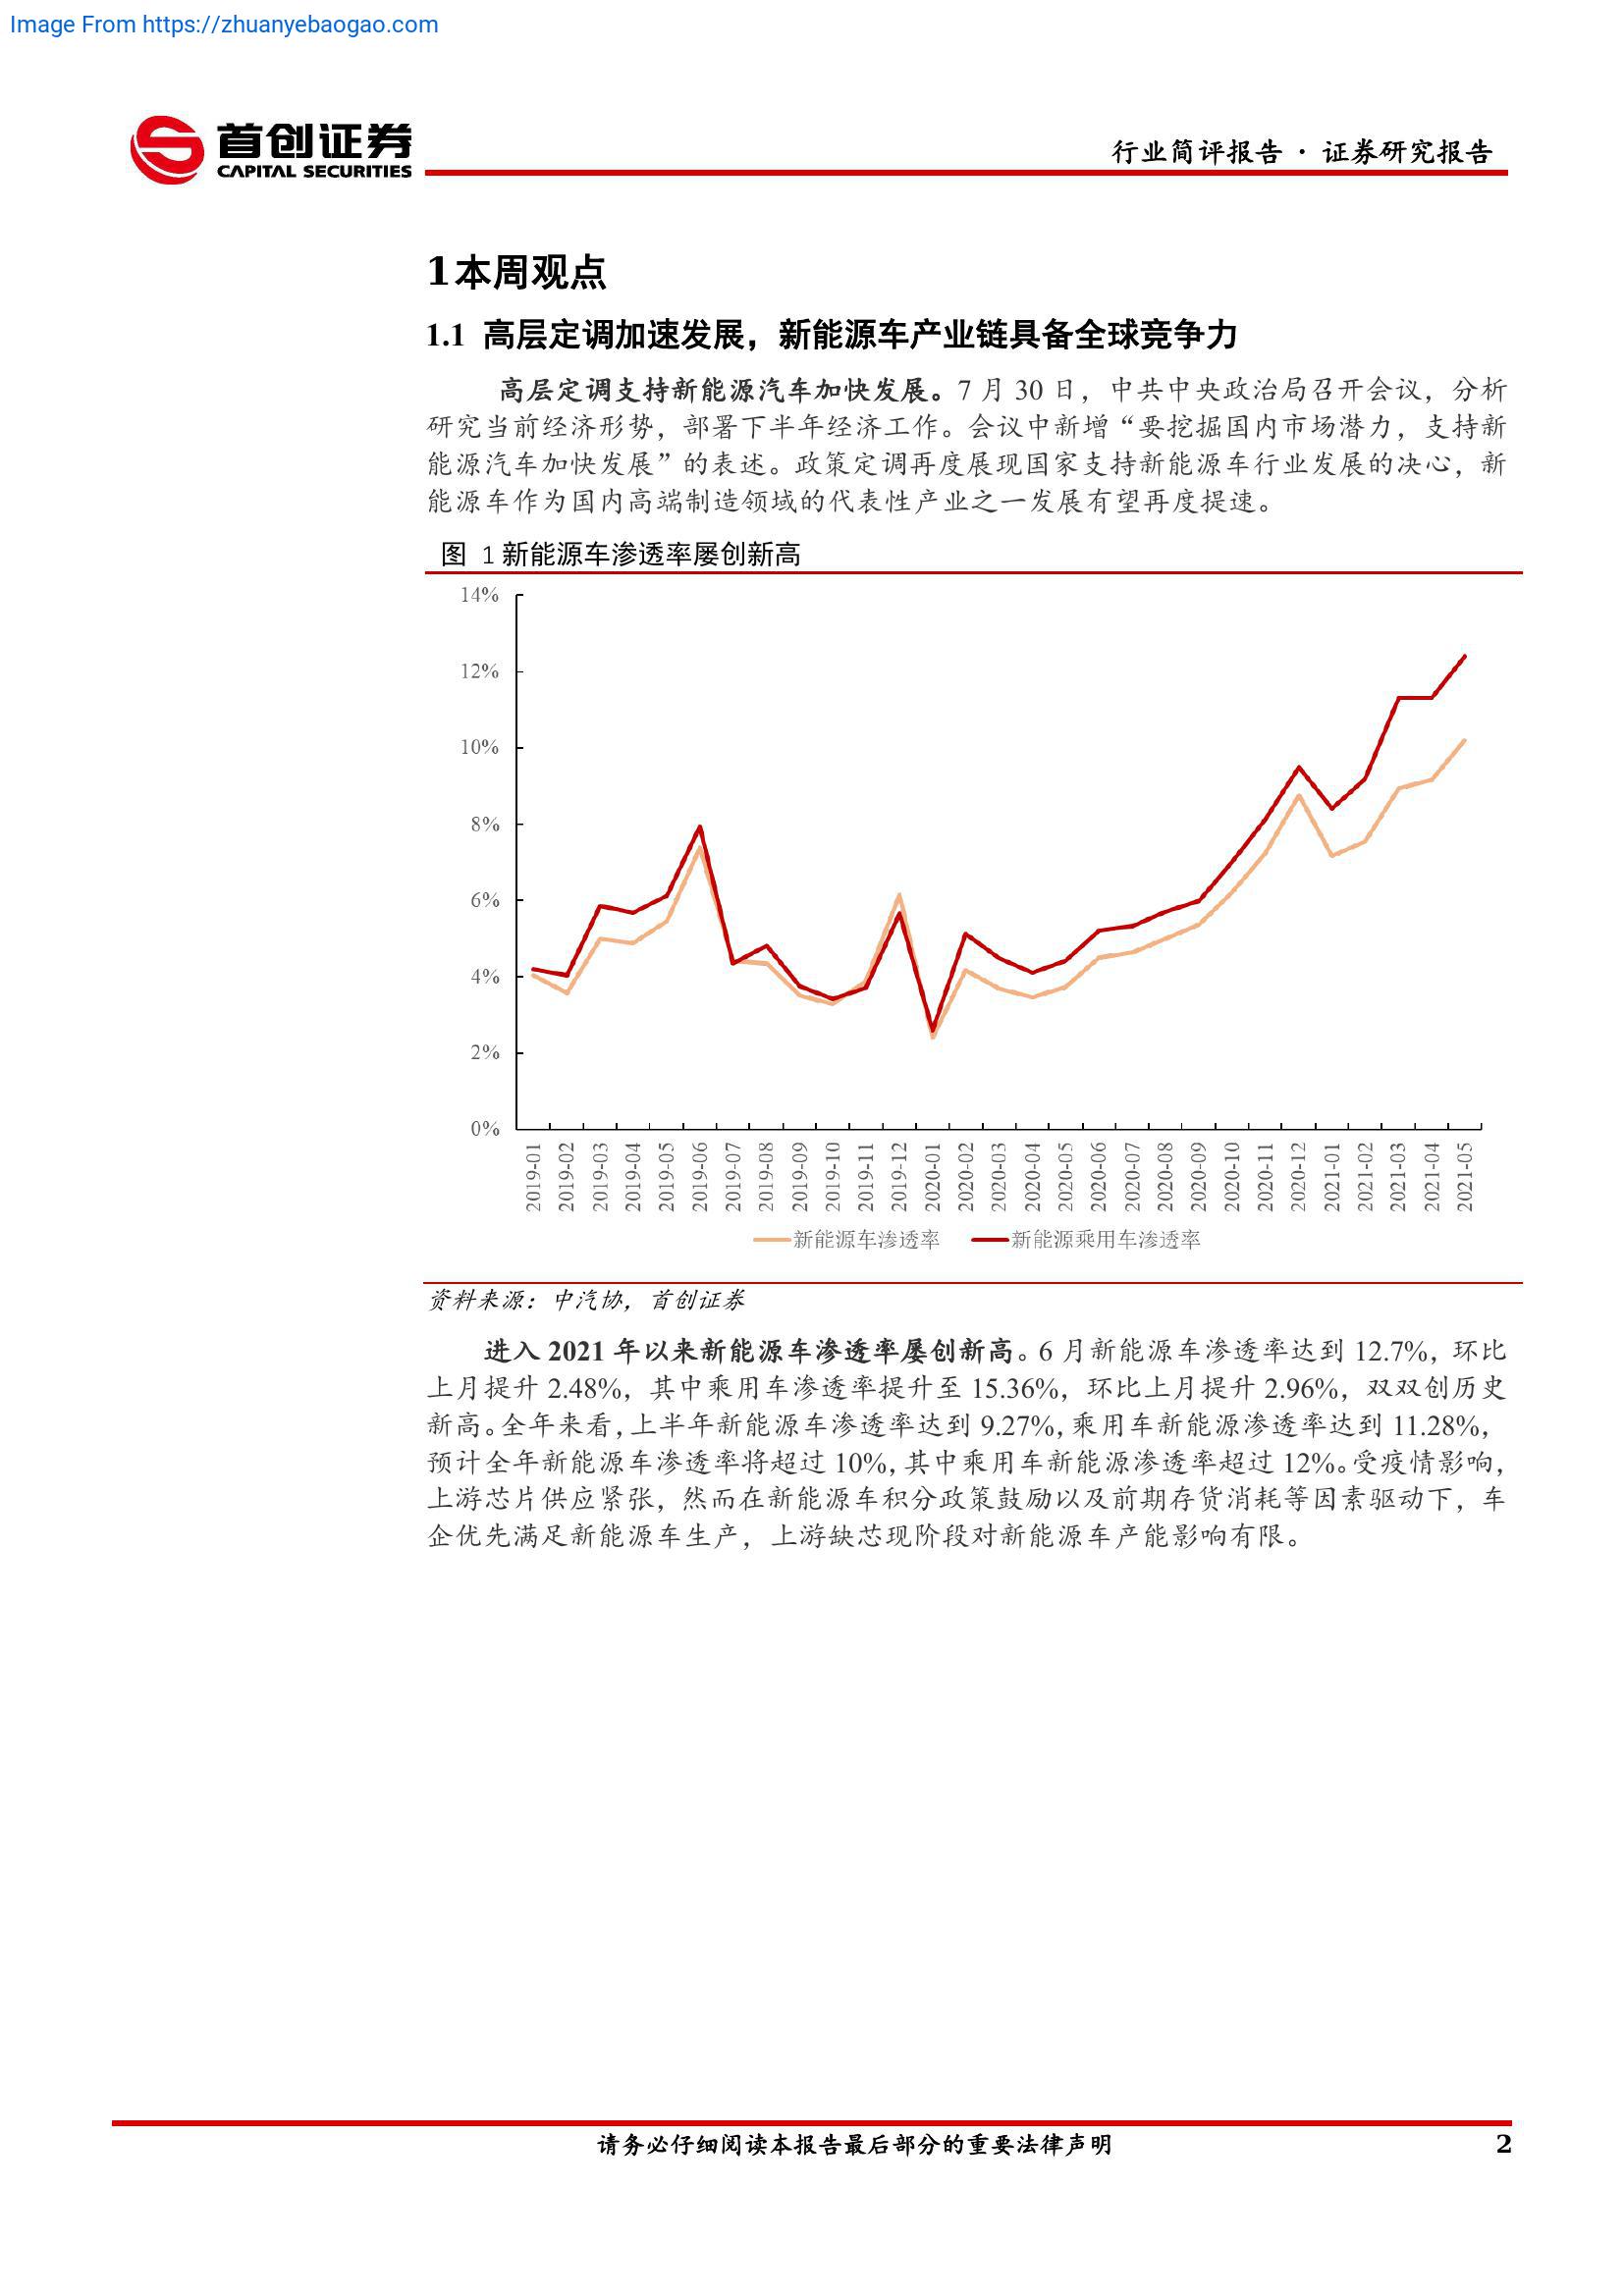 Image From https://zhuanyebaogao.com
首创证券
CAPITAL SECURITIES
行业简评报告 · 证券研究报告
1本周观点
1.1 高层定调加速发展，新能源车产业链具备全球竞争力
高层定调支持新能源汽车加快发展。7 月 30 日，中共中央政治局召开会议，分析
研究当前经济形势，部署下半年经济工作。会议中新增“要挖掘国内市场潜力，支持新
能源汽车加快发展”的表述。政策定调再度展现国家支持新能源车行业发展的决心，新
能源车作为国内高端制造领域的代表性产业之一发展有望再度提速。
图 1 新能源车渗透率屡创新高
14%
12%
10%
8%
6%
4%
2%
0%
2019-01
2019-02
2019-03
2019-04
2019-05
2019-06
2019-07
2019-08
2019-09
2019-10
2019-11
2019-12
2020-01
2020-02
2020-03
2020-04
2020-05
2020-06
2020-07
2020-08
2020-09
2020-10
2020-11
2020-12
2021-01
2021-02
2021-03
2021-04
2021-05
新能源车渗透率 新能源乘用车渗透率
资料来源：中汽协，首创证券
进入 2021 年以来新能源车渗透率屡创新高。6 月新能源车渗透率达到 12.7%，环比
上月提升 2.48%，其中乘用车渗透率提升至 15.36%，环比上月提升 2.96%，双双创历史
新高。全年来看，上半年新能源车渗透率达到 9.27%，乘用车新能源渗透率达到 11.28%，
预计全年新能源车渗透率将超过 10%，其中乘用车新能源渗透率超过 12%。受疫情影响，
上游芯片供应紧张，然而在新能源车积分政策鼓励以及前期存货消耗等因素驱动下，车
企优先满足新能源车生产，上游缺芯现阶段对新能源车产能影响有限。
请务必仔细阅读本报告最后部分的重要法律声明
2